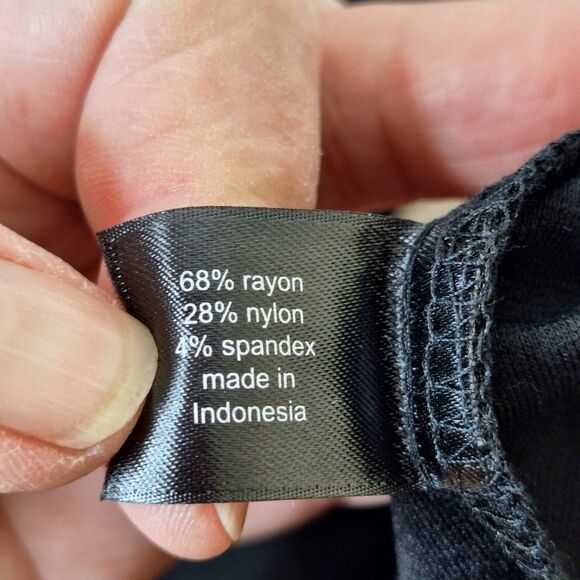 68% rayon
28% nylon
4% spandex
made in
Indonesia